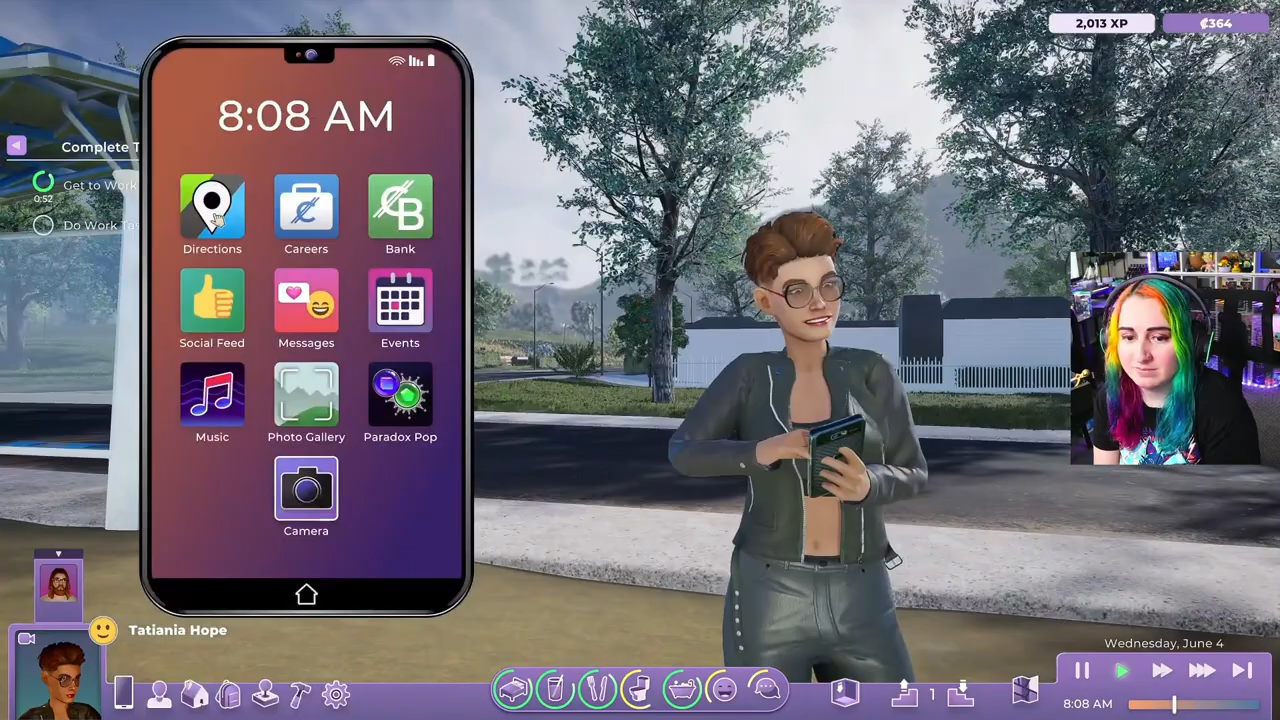 2,013 XP
₡364
8:08 AM
Complete T
Get to Work
0:52
Do Work Tas
Directions
Careers
Bank
Social Feed
Messages
Events
Music
Photo Gallery
Paradox Pop
Camera
Tatiania Hope
1
Wednesday, June 4
8:08 AM